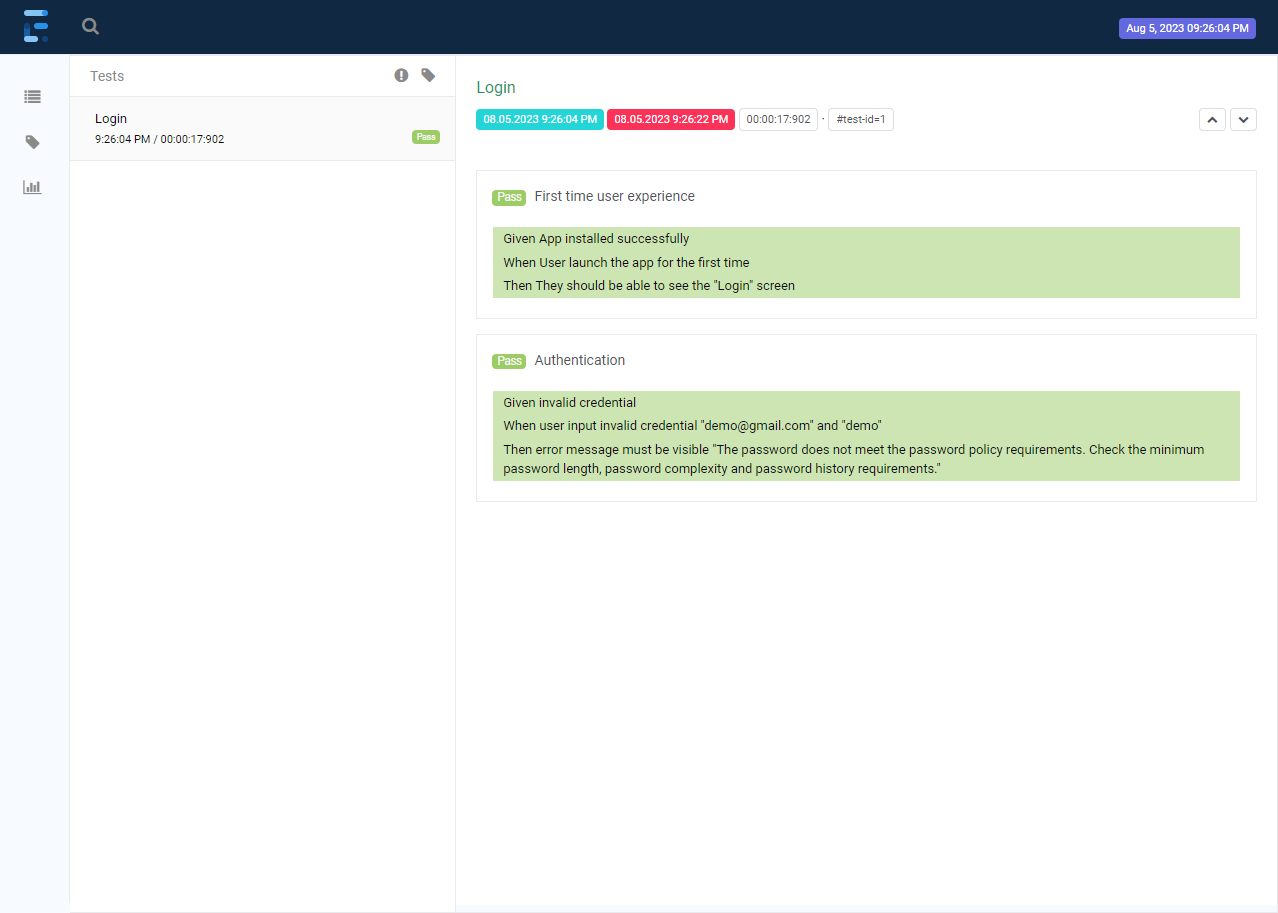 Aug 5, 2023 09:26:04 PM
Tests
Login
9:26:04 PM / 00:00:17:902
Pass
Login
08.05.2023 9:26:04 PM 08.05.2023 9:26:22 PM 00:00:17:902 · #test-id=1
Pass First time user experience
Given App installed successfully
When User launch the app for the first time
Then They should be able to see the "Login" screen
Pass Authentication
Given invalid credential
When user input invalid credential "demo@gmail.com" and "demo"
Then error message must be visible "The password does not meet the password policy requirements. Check the minimum
password length, password complexity and password history requirements."